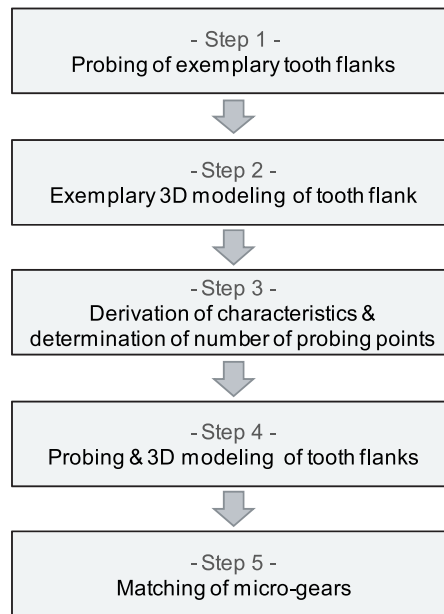 - Step 1 -
Probing of exemplary tooth flanks
- Step 2 -
Exemplary 3D modeling of tooth flank
- Step 3 -
Derivation of characteristics &
determination of number of probing points
- Step 4 -
Probing & 3D modeling of tooth flanks
- Step 5 -
Matching of micro-gears